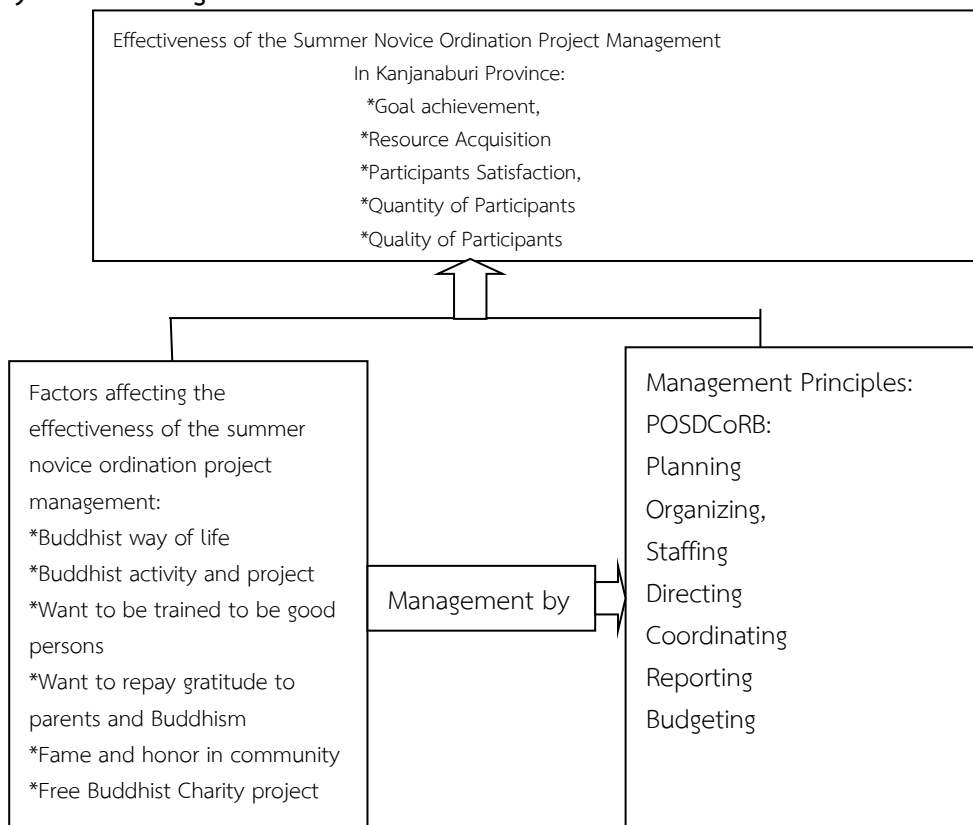 Effectiveness of the Summer Novice Ordination Project Management
In Kanjanaburi Province:
*Goal achievement,
*Resource Acquisition
*Participants Satisfaction,
*Quantity of Participants
*Quality of Participants
Factors affecting the
effectiveness of the summer
novice ordination project
management:
*Buddhist way of life
*Buddhist activity and project
*Want to be trained to be good
persons
*Want to repay gratitude to
parents and Buddhism
*Fame and honor in community
*Free Buddhist Charity project
Management by
Management Principles:
POSDCoRB:
Planning
Organizing,
Staffing
Directing
Coordinating
Reporting
Budgeting